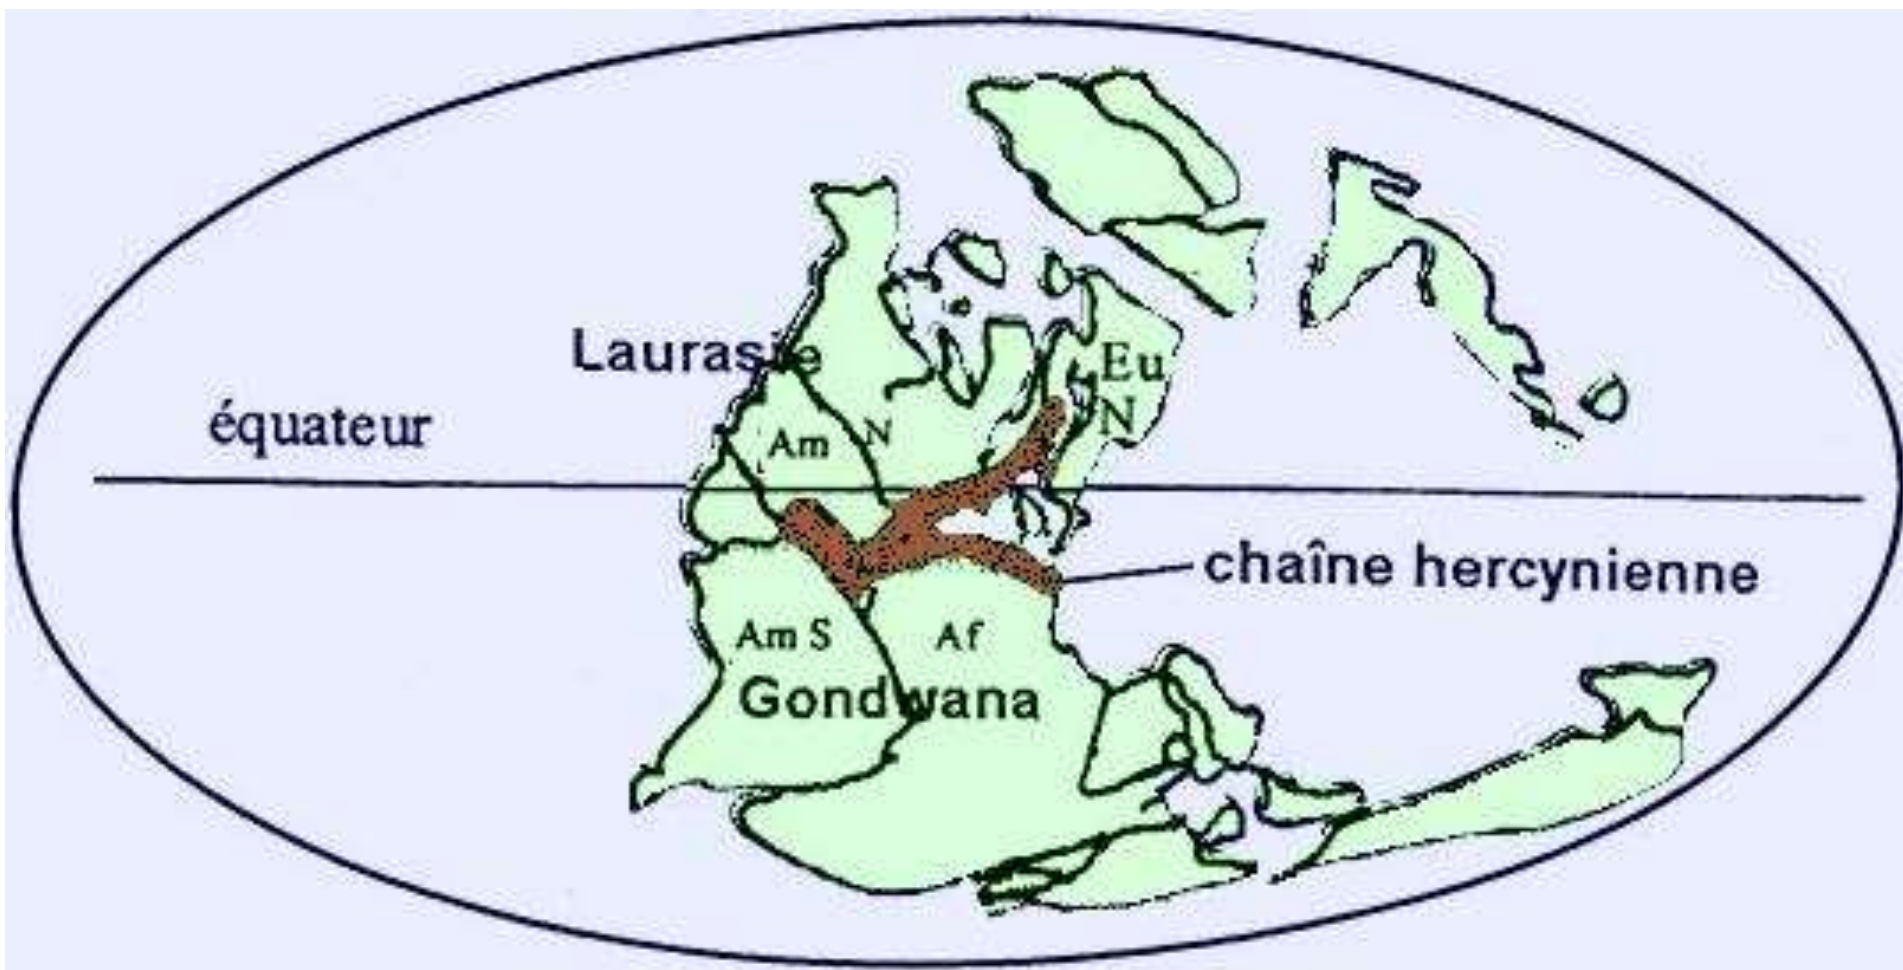 Laurasie
Eu
N
équateur
Am
N
chaîne hercynienne
Am S
Af
Gondwana